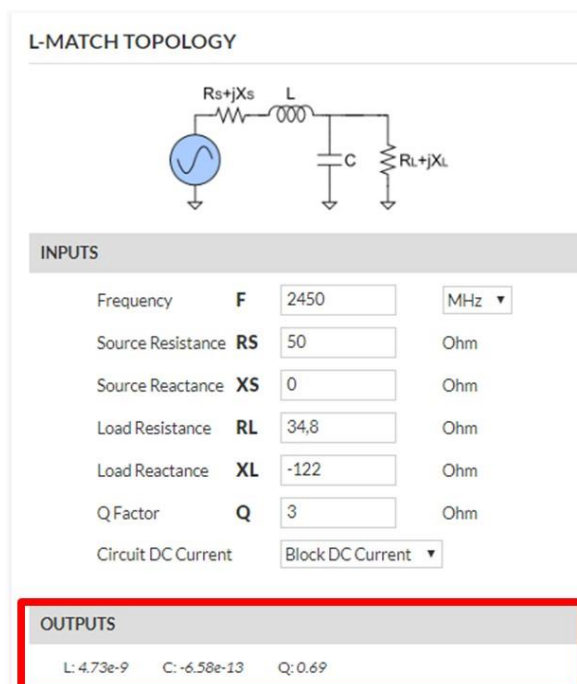 L-MATCH TOPOLOGY
RS+jXS L
C RL+jXL
INPUTS
Frequency F 2450 MHz
Source Resistance RS 50 Ohm
Source Reactance XS 0 Ohm
Load Resistance RL 34,8 Ohm
Load Reactance XL -122 Ohm
Q Factor Q 3 Ohm
Circuit DC Current Block DC Current
OUTPUTS
L: 4.73e-9 C: -6.58e-13 Q: 0.69